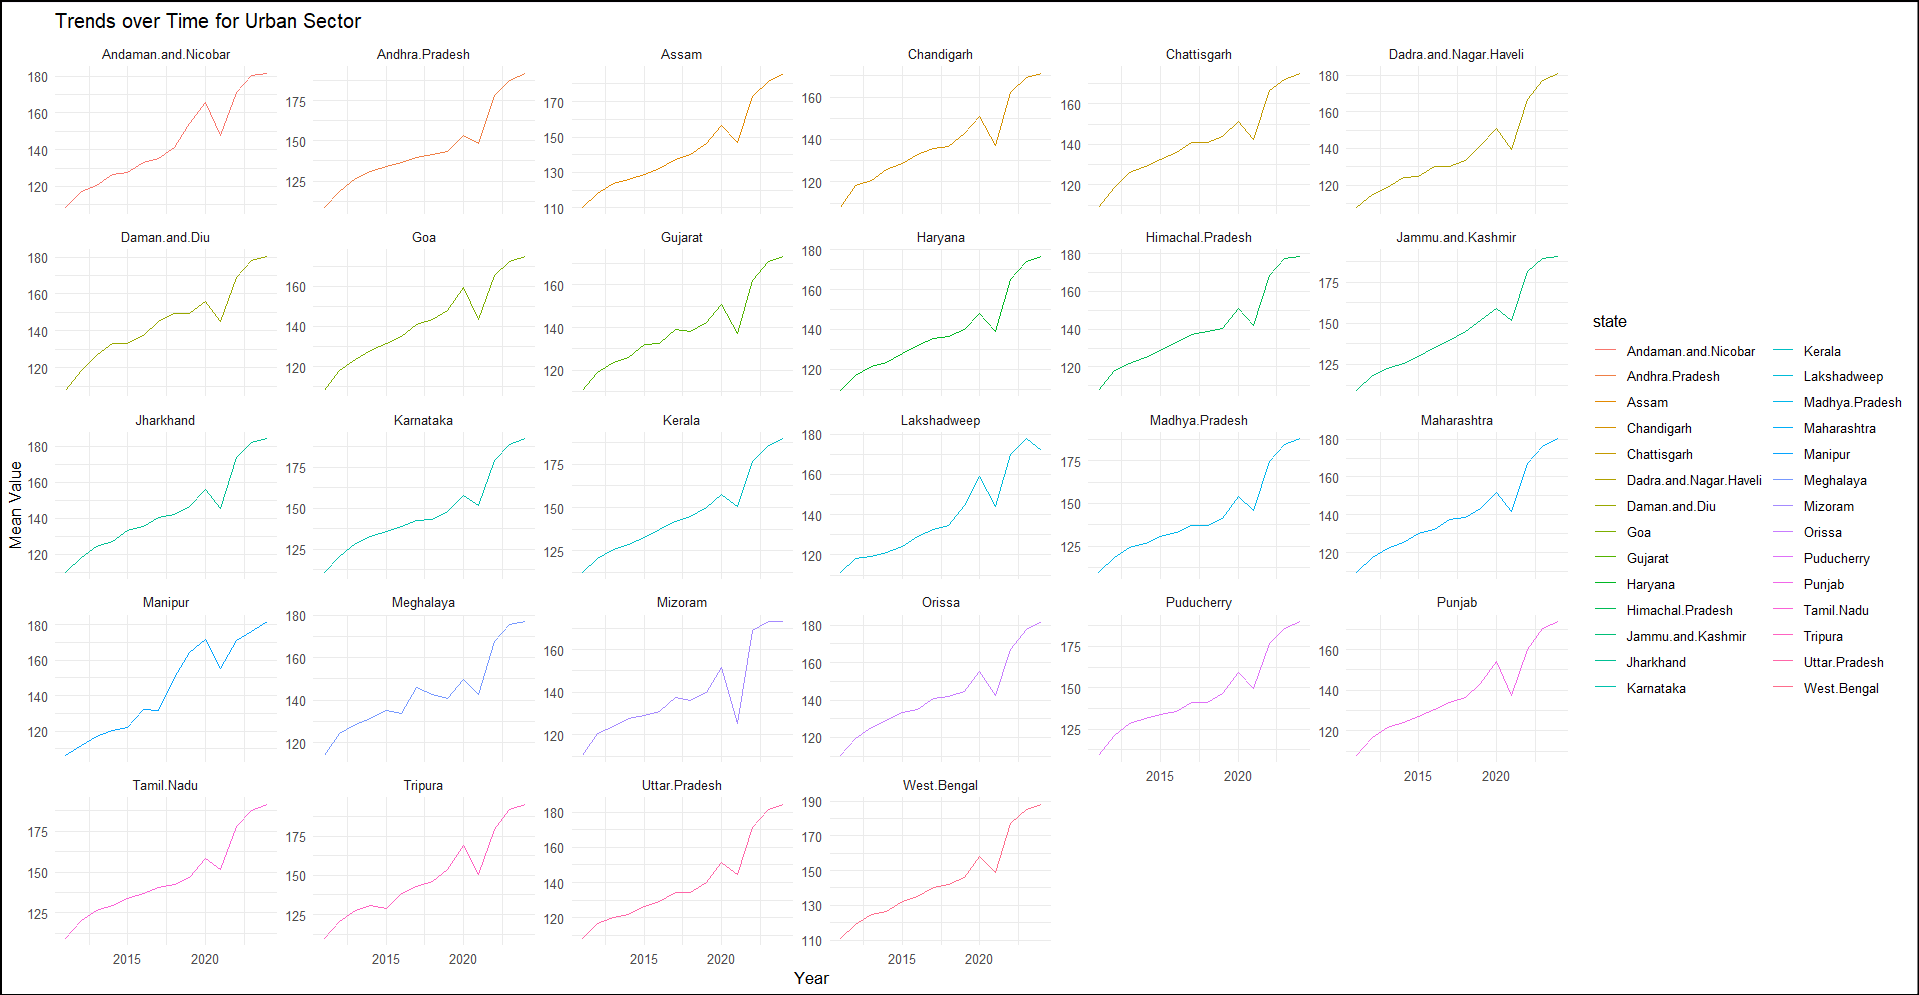 Trends over Time for Urban Sector
Andaman.and.Nicobar Andhra.Pradesh Assam Chandigarh Chattisgarh Dadra.and.Nagar.Haveli
180 160 140 120
175 150 125
170 150 130 110
160 140 120
160 140 120
180 160 140 120
Daman.and.Diu Goa Gujarat Haryana Himachal.Pradesh Jammu.and.Kashmir
180 160 140 120
160 140 120
160 140 120
180 160 140 120
180 160 140 120
175 150 125
Jharkhand Karnataka Kerala Lakshadweep Madhya.Pradesh Maharashtra
180 160 140 120
175 150 125
175 150 125
180 160 140 120
175 150 125
180 160 140 120
Manipur Meghalaya Mizoram Orissa Puducherry Punjab
180 160 140 120
180 160 140 120
160 140 120
180 160 140 120
175 150 125
160 140 120
2015 2020 2015 2020
Tamil.Nadu Tripura Uttar.Pradesh West.Bengal
175 150 125
175 150 125
180 160 140 120
190 170 150 130 110
2015 2020 2015 2020 2015 2020 2015 2020
Year
Mean Value
state
Andaman.and.Nicobar
Andhra.Pradesh
Assam
Chandigarh
Chattisgarh
Dadra.and.Nagar.Haveli
Daman.and.Diu
Goa
Gujarat
Haryana
Himachal.Pradesh
Jammu.and.Kashmir
Jharkhand
Karnataka
Kerala
Lakshadweep
Madhya.Pradesh
Maharashtra
Manipur
Meghalaya
Mizoram
Orissa
Puducherry
Punjab
Tamil.Nadu
Tripura
Uttar.Pradesh
West.Bengal